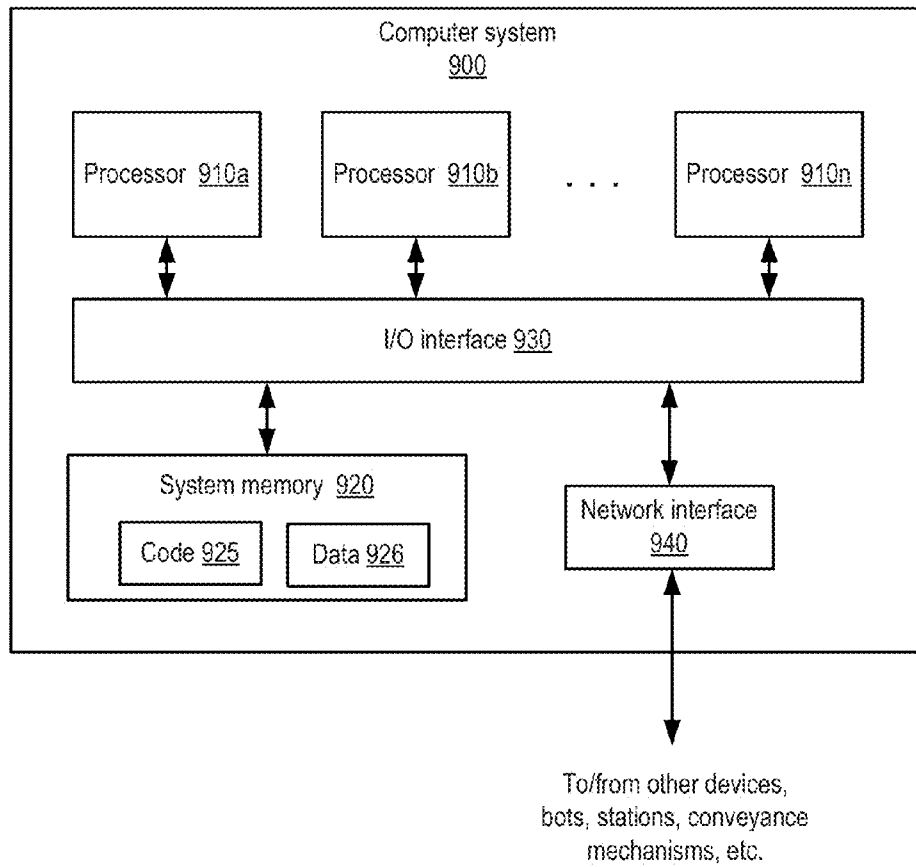 Computer system
900
Processor 910a
Processor 910b
. . .
Processor 910n
I/O interface 930
System memory 920
Code 925
Data 926
Network interface
940
To/from other devices,
bots, stations, conveyance
mechanisms, etc.